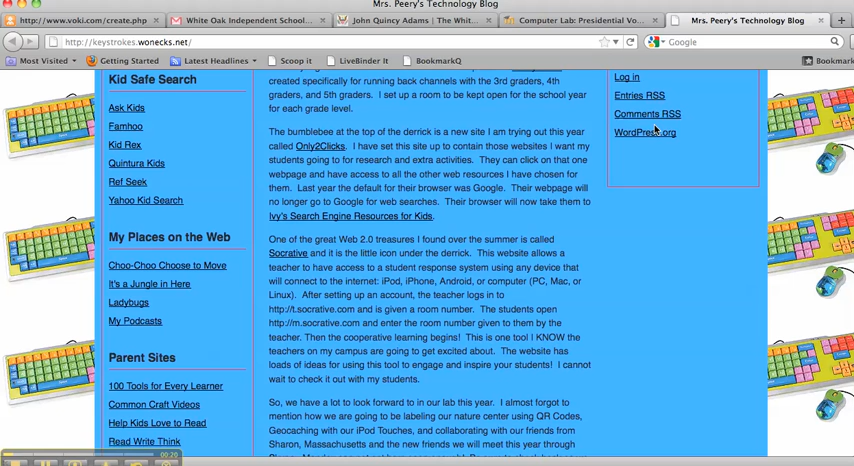 Mrs. Peery's Technology Blog
http://www.voki.com/create.php
White Oak Independent School...
John Quincy Adams | The Whit...
Computer Lab: Presidential Vo...
Mrs. Peery's Technology Blog
http://keystrokes.wonecks.net/
Google
Most Visited
Getting Started
Latest Headlines
Scoop it
LiveBinder It
BookmarkQ
Bookmark
Kid Safe Search
Ask Kids
Famhoo
Kid Rex
Quintura Kids
Ref Seek
Yahoo Kid Search
My Places on the Web
Choo-Choo Choose to Move
It's a Jungle in Here
Ladybugs
My Podcasts
Parent Sites
100 Tools for Every Learner
Common Craft Videos
Help Kids Love to Read
Read Write Think
created specifically for running back channels with the 3rd graders, 4th
graders, and 5th graders. I set up a room to be kept open for the school year
for each grade level.
The bumblebee at the top of the derrick is a new site I am trying out this year
called Only2Clicks. I have set this site up to contain those websites I want my
students going to for research and extra activities. They can click on that one
webpage and have access to all the other web resources I have chosen for
them. Last year the default for their browser was Google. Their webpage will
no longer go to Google for web searches. Their browser will now take them to
Ivy's Search Engine Resources for Kids.
One of the great Web 2.0 treasures I found over the summer is called
Socrative and it is the little icon under the derrick. This website allows a
teacher to have access to a student response system using any device that
will connect to the internet: iPod, iPhone, Android, or computer (PC, Mac, or
Linux). After setting up an account, the teacher logs in to
http://t.socrative.com and is given a room number. The students open
http://m.socrative.com and enter the room number given to them by the
teacher. Then the cooperative learning begins! This is one tool I KNOW the
teachers on my campus are going to get excited about. The website has
loads of ideas for using this tool to engage and inspire your students! I cannot
wait to check it out with my students.
So, we have a lot to look forward to in our lab this year. I almost forgot to
mention how we are going to be labeling our nature center using QR Codes,
Geocaching with our iPod Touches, and collaborating with our friends from
Sharon, Massachusetts and the new friends we will meet this year through
Log in
Entries RSS
Comments RSS
WordPress.org
00:20